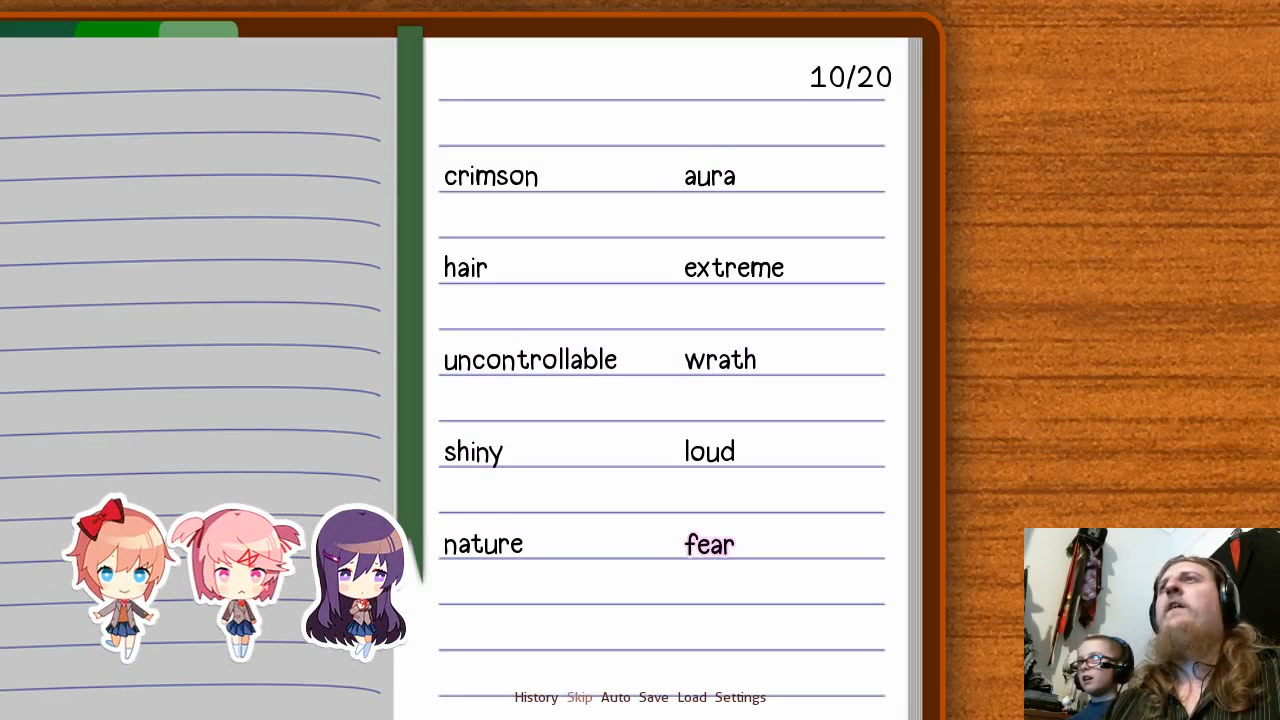 10/20
crimson aura
hair extreme
uncontrollable wrath
shiny loud
nature fear
History Skip Auto Save Load Settings